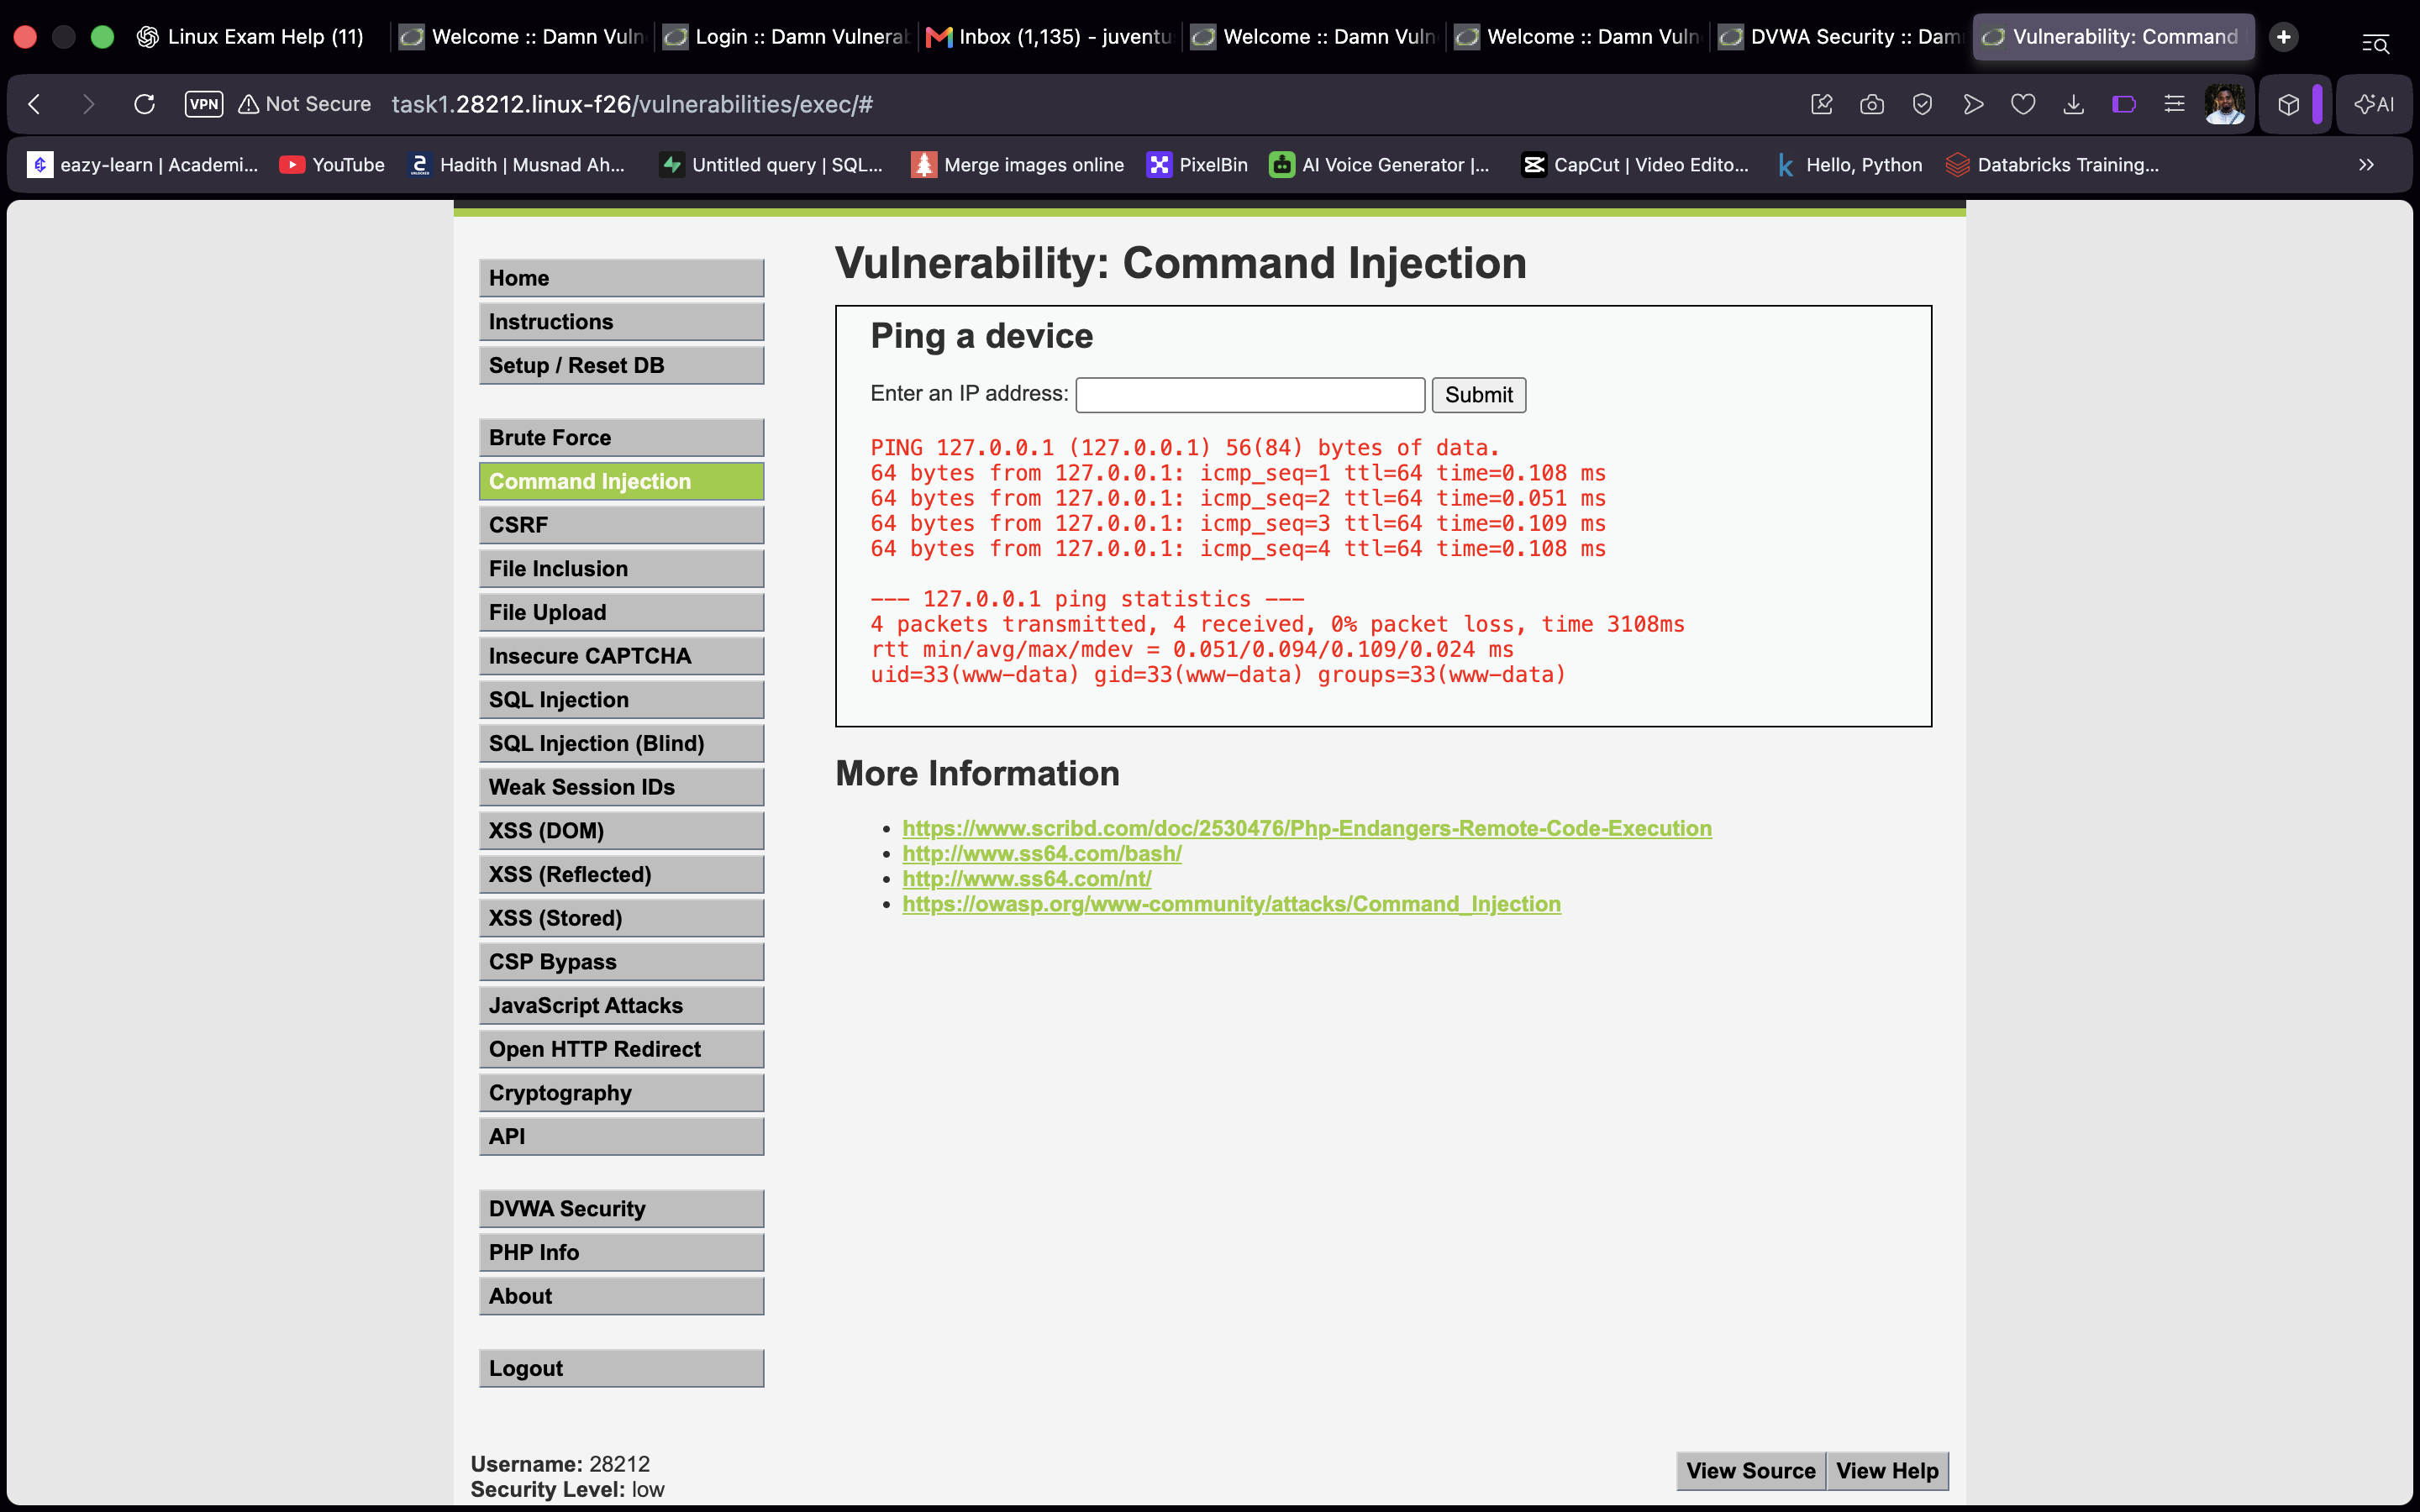 Linux Exam Help (11)
Welcome :: Damn Vuln
Login :: Damn Vulnerab
Inbox (1,135) - juventu
Welcome :: Damn Vuln
Welcome :: Damn Vuln
DVWA Security :: Dam
Vulnerability: Command
VPN
Not Secure
task1.28212.linux-f26/vulnerabilities/exec/#
AI
eazy-learn | Academi...
YouTube
Hadith | Musnad Ah...
Untitled query | SQL...
Merge images online
PixelBin
AI Voice Generator |...
CapCut | Video Edito...
Hello, Python
Databricks Training...
Home
Instructions
Setup / Reset DB
Brute Force
Command Injection
CSRF
File Inclusion
File Upload
Insecure CAPTCHA
SQL Injection
SQL Injection (Blind)
Weak Session IDs
XSS (DOM)
XSS (Reflected)
XSS (Stored)
CSP Bypass
JavaScript Attacks
Open HTTP Redirect
Cryptography
API
DVWA Security
PHP Info
About
Logout
Vulnerability: Command Injection
Ping a device
Enter an IP address:
Submit
PING 127.0.0.1 (127.0.0.1) 56(84) bytes of data.
64 bytes from 127.0.0.1: icmp_seq=1 ttl=64 time=0.108 ms
64 bytes from 127.0.0.1: icmp_seq=2 ttl=64 time=0.051 ms
64 bytes from 127.0.0.1: icmp_seq=3 ttl=64 time=0.109 ms
64 bytes from 127.0.0.1: icmp_seq=4 ttl=64 time=0.108 ms
--- 127.0.0.1 ping statistics ---
4 packets transmitted, 4 received, 0% packet loss, time 3108ms
rtt min/avg/max/mdev = 0.051/0.094/0.109/0.024 ms
uid=33(www-data) gid=33(www-data) groups=33(www-data)
More Information
https://www.scribd.com/doc/2530476/Php-Endangers-Remote-Code-Execution
http://www.ss64.com/bash/
http://www.ss64.com/nt/
https://owasp.org/www-community/attacks/Command_Injection
Username: 28212
Security Level: low
View Source
View Help